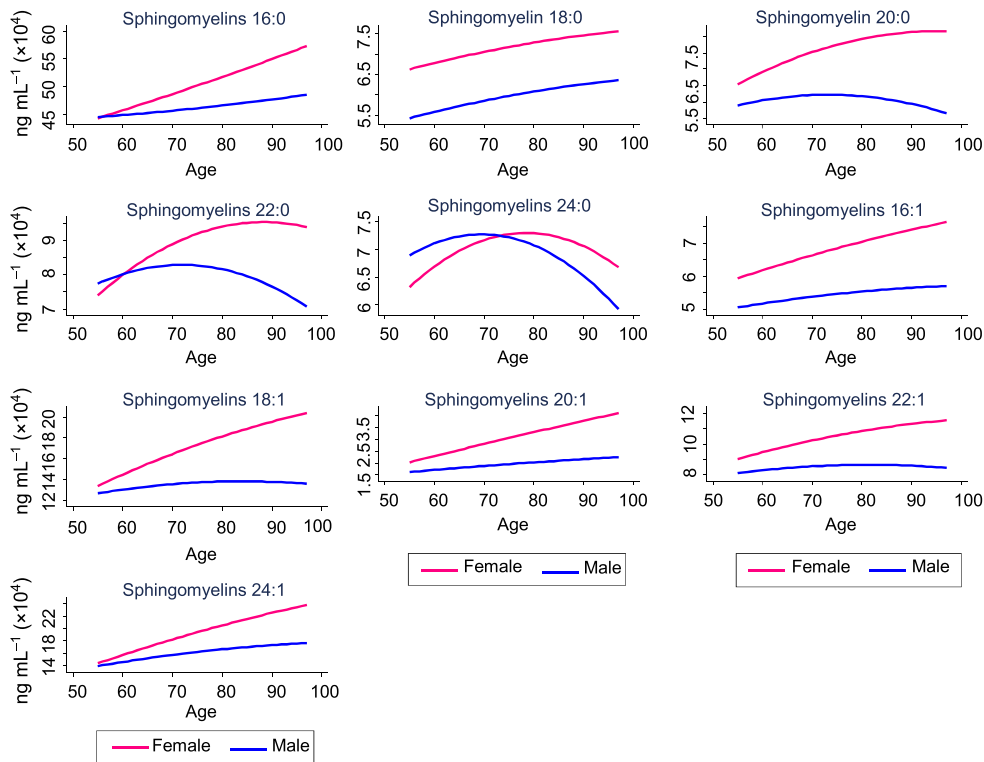 Sphingomyelins 16:0
ng mL⁻¹ (×10⁴)
60
55
50
45
50 60 70 80 90 100
Age
Sphingomyelin 18:0
7.5
6.5
5.5
50 60 70 80 90 100
Age
Sphingomyelin 20:0
7.5
6.5
5.5
50 60 70 80 90 100
Age
Sphingomyelins 22:0
ng mL⁻¹ (×10⁴)
9
8
7
50 60 70 80 90 100
Age
Sphingomyelins 24:0
7.5
7
6.5
6
50 60 70 80 90 100
Age
Sphingomyelins 16:1
7
6
5
50 60 70 80 90 100
Age
Sphingomyelins 18:1
ng mL⁻¹ (×10⁴)
12 14 16 18 20
50 60 70 80 90 100
Age
Sphingomyelins 20:1
1.5 2.5 3.5
50 60 70 80 90 100
Age
Sphingomyelins 22:1
12
10
8
50 60 70 80 90 100
Age
Female Male
Female Male
Sphingomyelins 24:1
ng mL⁻¹ (×10⁴)
14 18 22
50 60 70 80 90 100
Age
Female Male